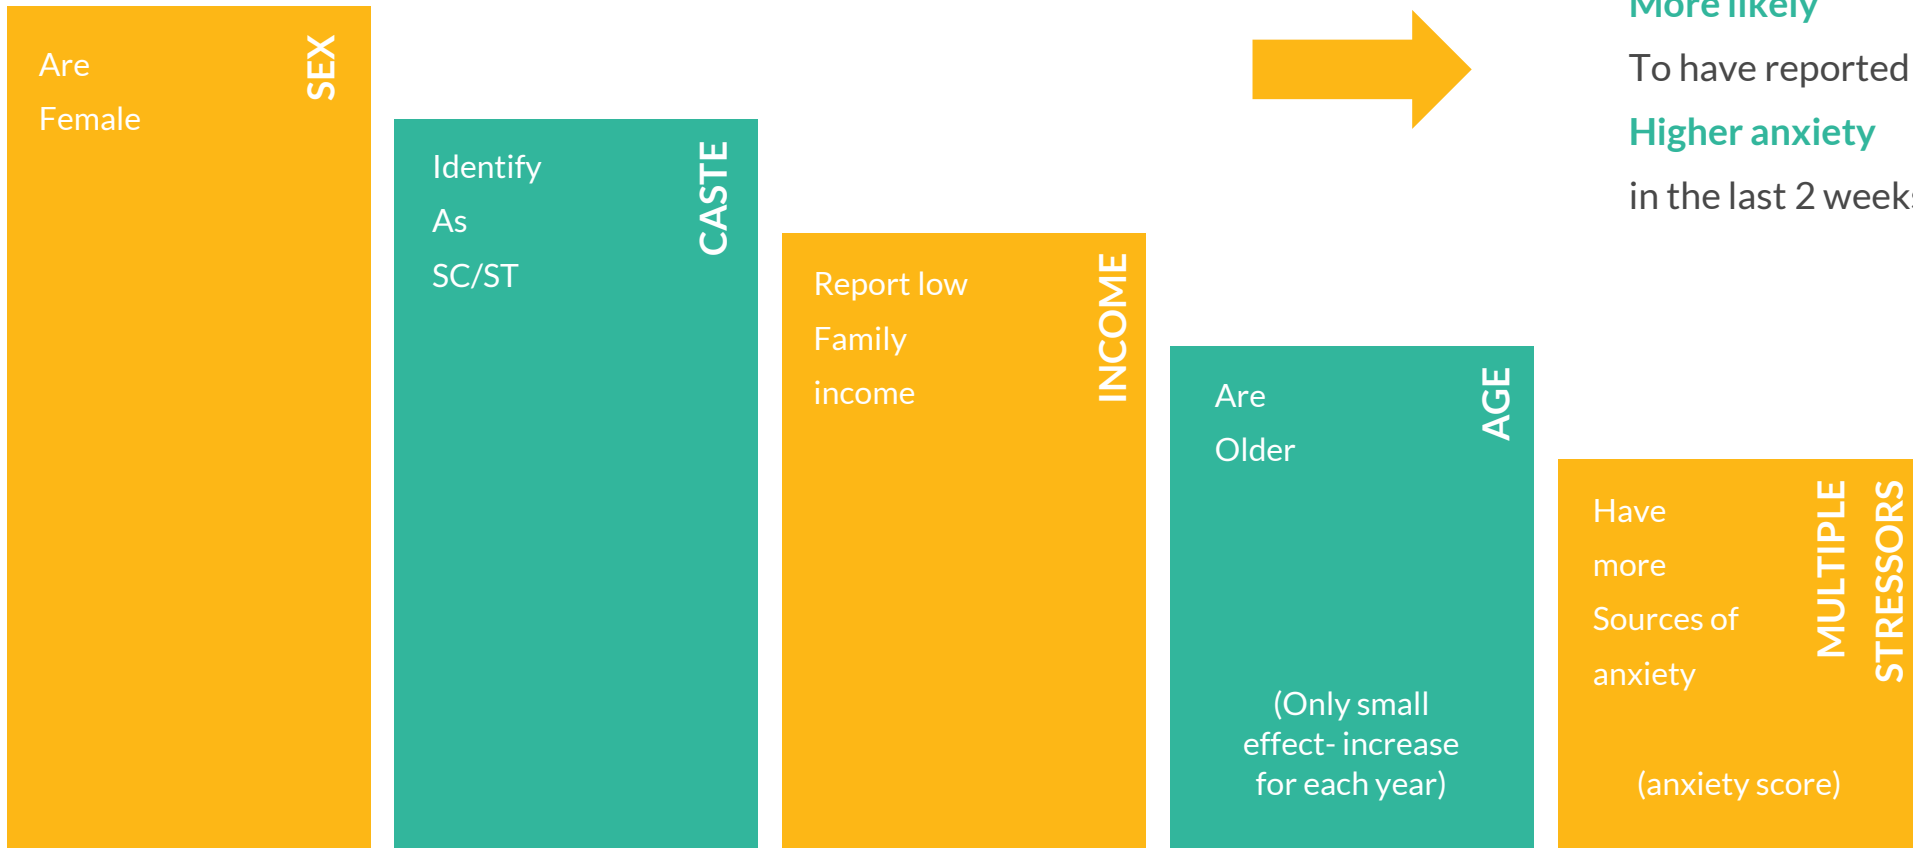 Are
Female
SEX
Identify
As
SC/ST
CASTE
Report low
Family
income
INCOME
Are
Older
AGE
(Only small
effect- increase
for each year)
Have
more
Sources of
anxiety
MULTIPLE
STRESSORS
(anxiety score)
More likely
To have reported
Higher anxiety
in the last 2 weeks